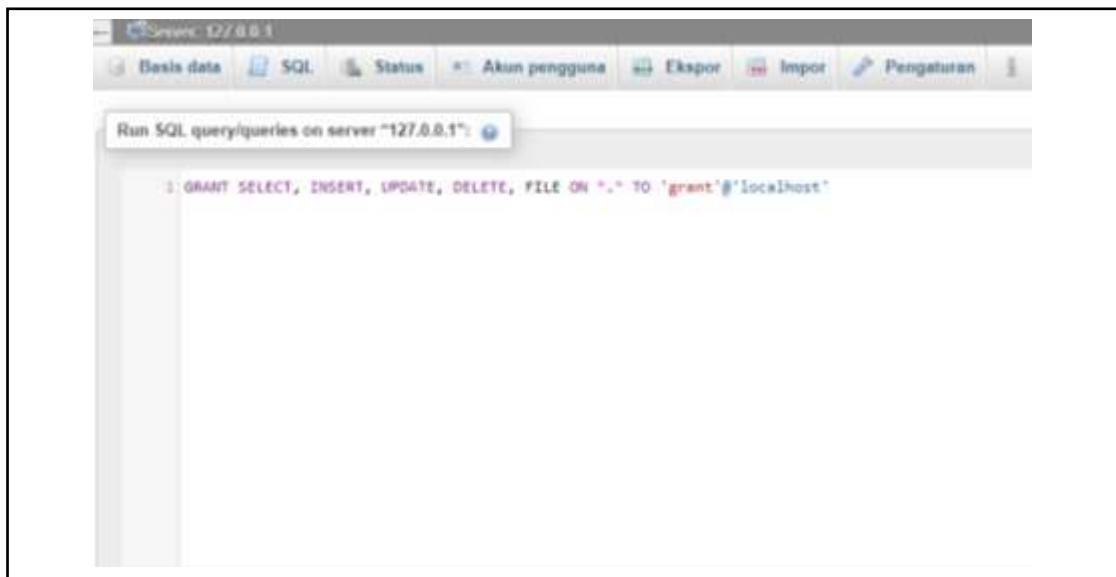 Server: 127.0.0.1
Basis data SQL Status Akun pengguna Ekspor Impor Pengaturan
Run SQL query/queries on server "127.0.0.1":
1 GRANT SELECT, INSERT, UPDATE, DELETE, FILE ON *.* TO 'grant'@'localhost'